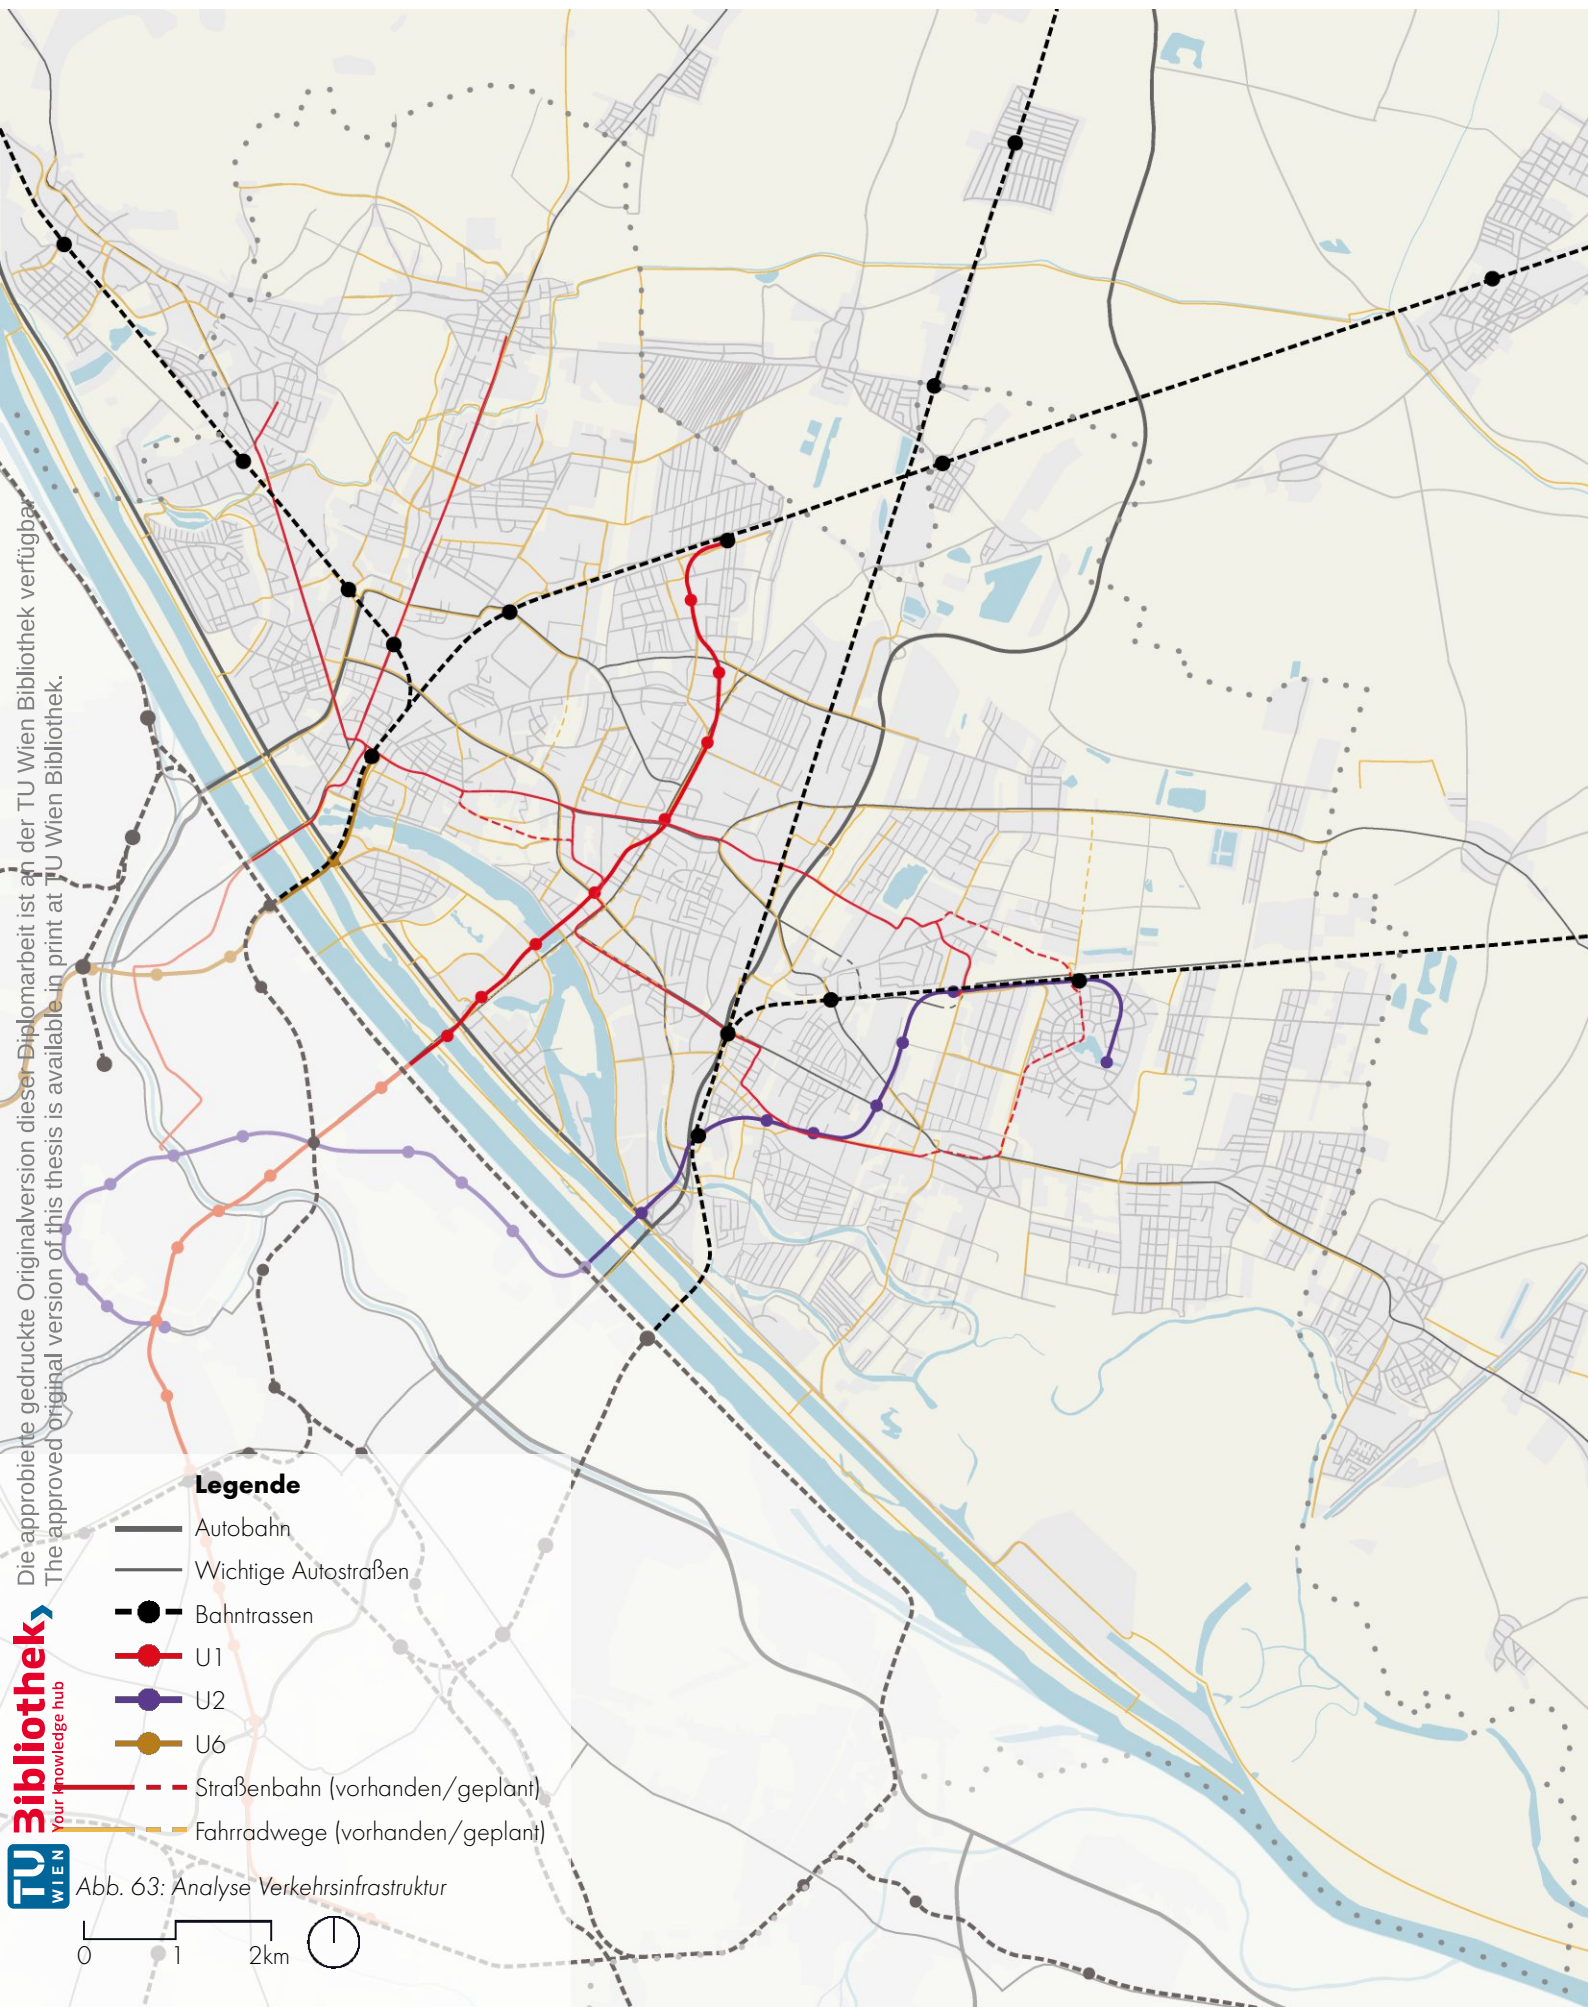 Die approbierte gedruckte Originalversion dieser Diplomarbeit ist an der TU Wien Bibliothek verfügbar
The approved original version of this thesis is available in print at TU Wien Bibliothek.
Bibliothek
Your knowledge hub
TU
WIEN
Legende
Autobahn
Wichtige Autostraßen
Bahntrassen
U1
U2
U6
Straßenbahn (vorhanden/geplant)
Fahrradwege (vorhanden/geplant)
Abb. 63: Analyse Verkehrsinfrastruktur
0 1 2km